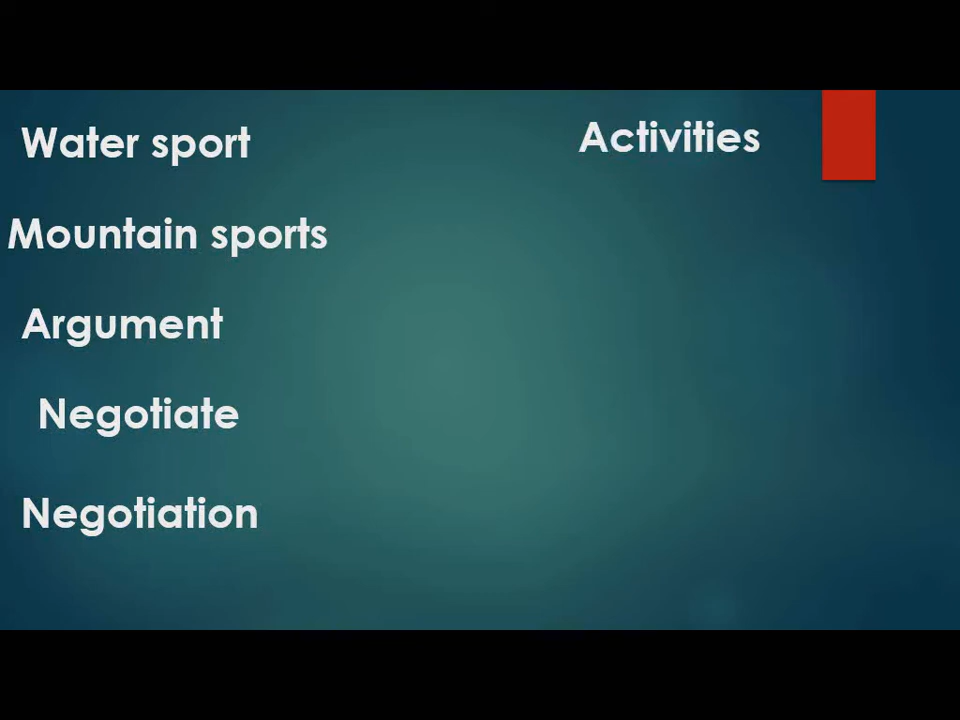 Water sport
Activities
Mountain sports
Argument
Negotiate
Negotiation